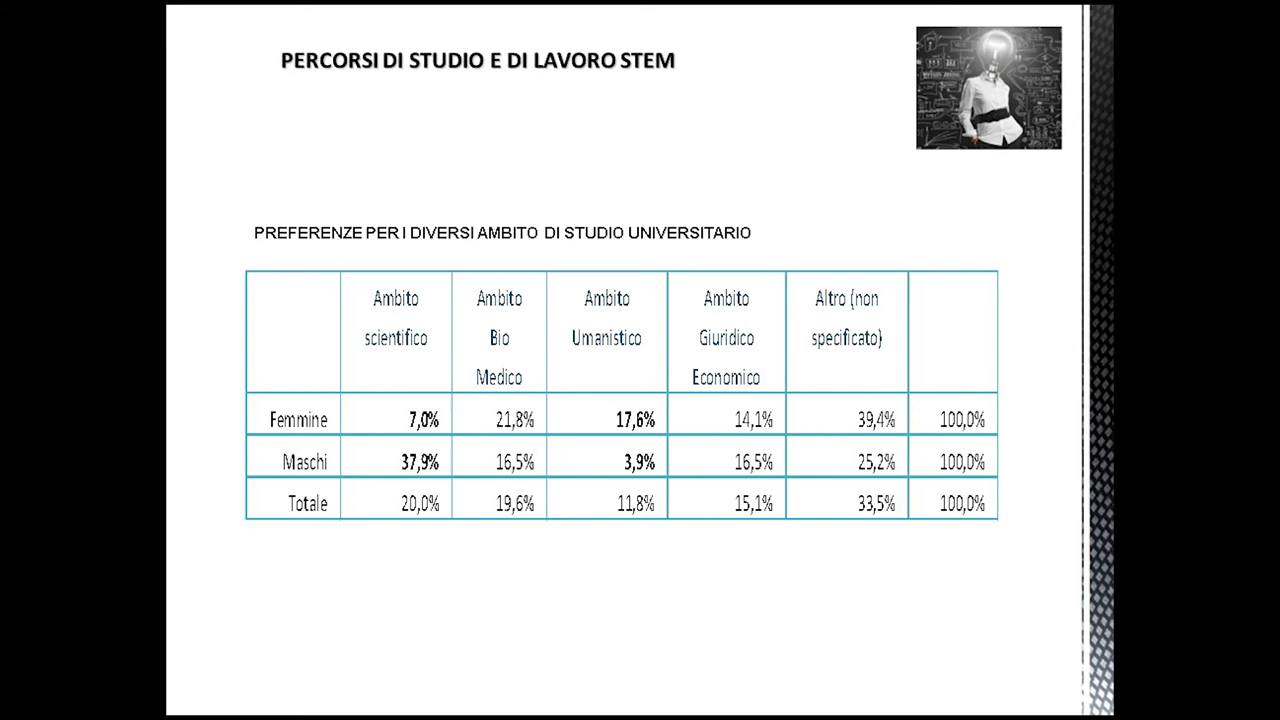 PERCORSI DI STUDIO E DI LAVORO STEM
PREFERENZE PER I DIVERSI AMBITO DI STUDIO UNIVERSITARIO
Ambito scientifico Ambito Bio Medico Ambito Umanistico Ambito Giuridico Economico Altro (non specificato)
Femmine 7,0% 21,8% 17,6% 14,1% 39,4% 100,0%
Maschi 37,9% 16,5% 3,9% 16,5% 25,2% 100,0%
Totale 20,0% 19,6% 11,8% 15,1% 33,5% 100,0%